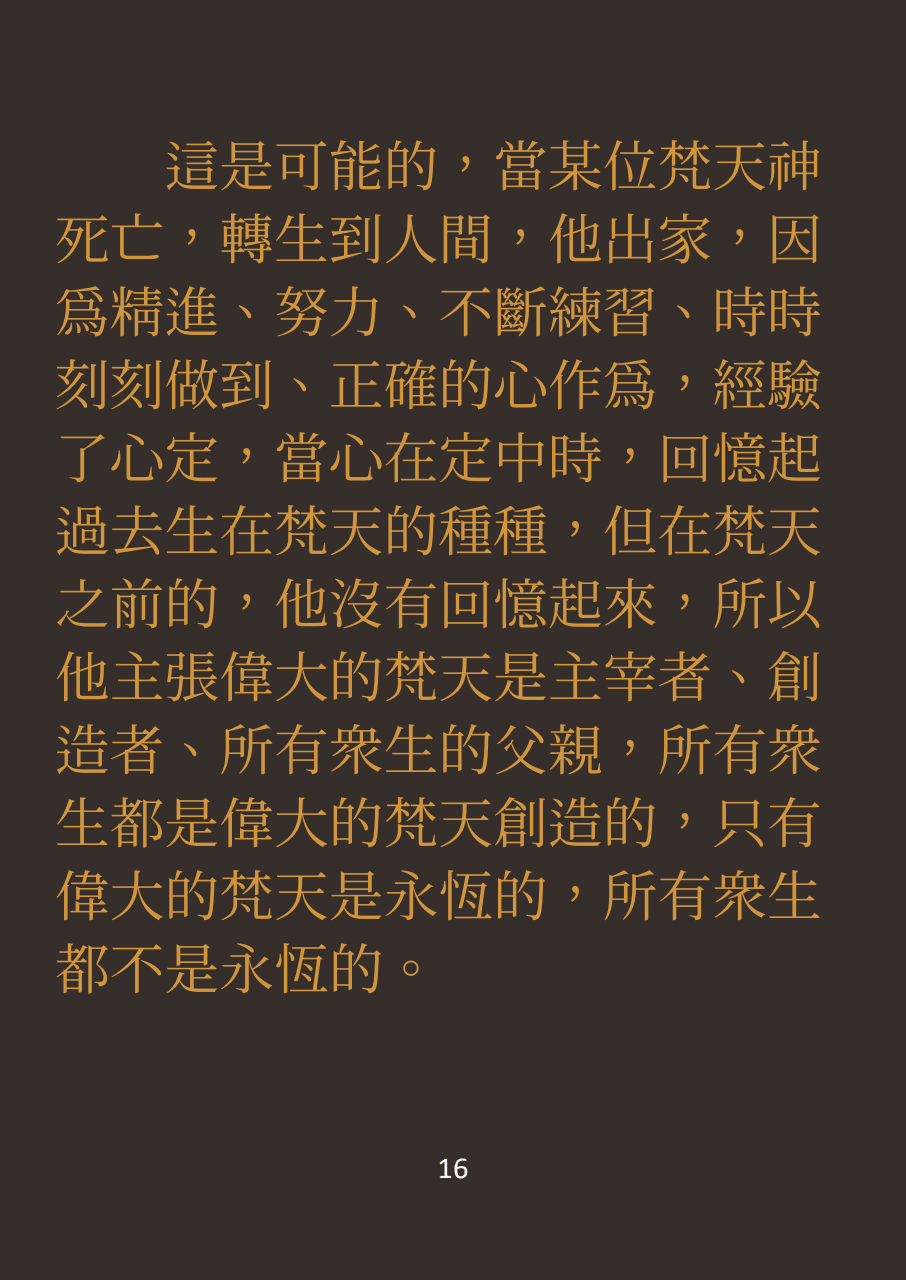 這是可能的，當某位梵天神
死亡，轉生到人間，他出家，因
爲精進、努力、不斷練習、時時
刻刻做到、正確的心作爲，經驗
了心定，當心在定中時，回憶起
過去生在梵天的種種，但在梵天
之前的，他沒有回憶起來，所以
他主張偉大的梵天是主宰者、創
造者、所有衆生的父親，所有衆
生都是偉大的梵天創造的，只有
偉大的梵天是永恆的，所有衆生
都不是永恆的。
16